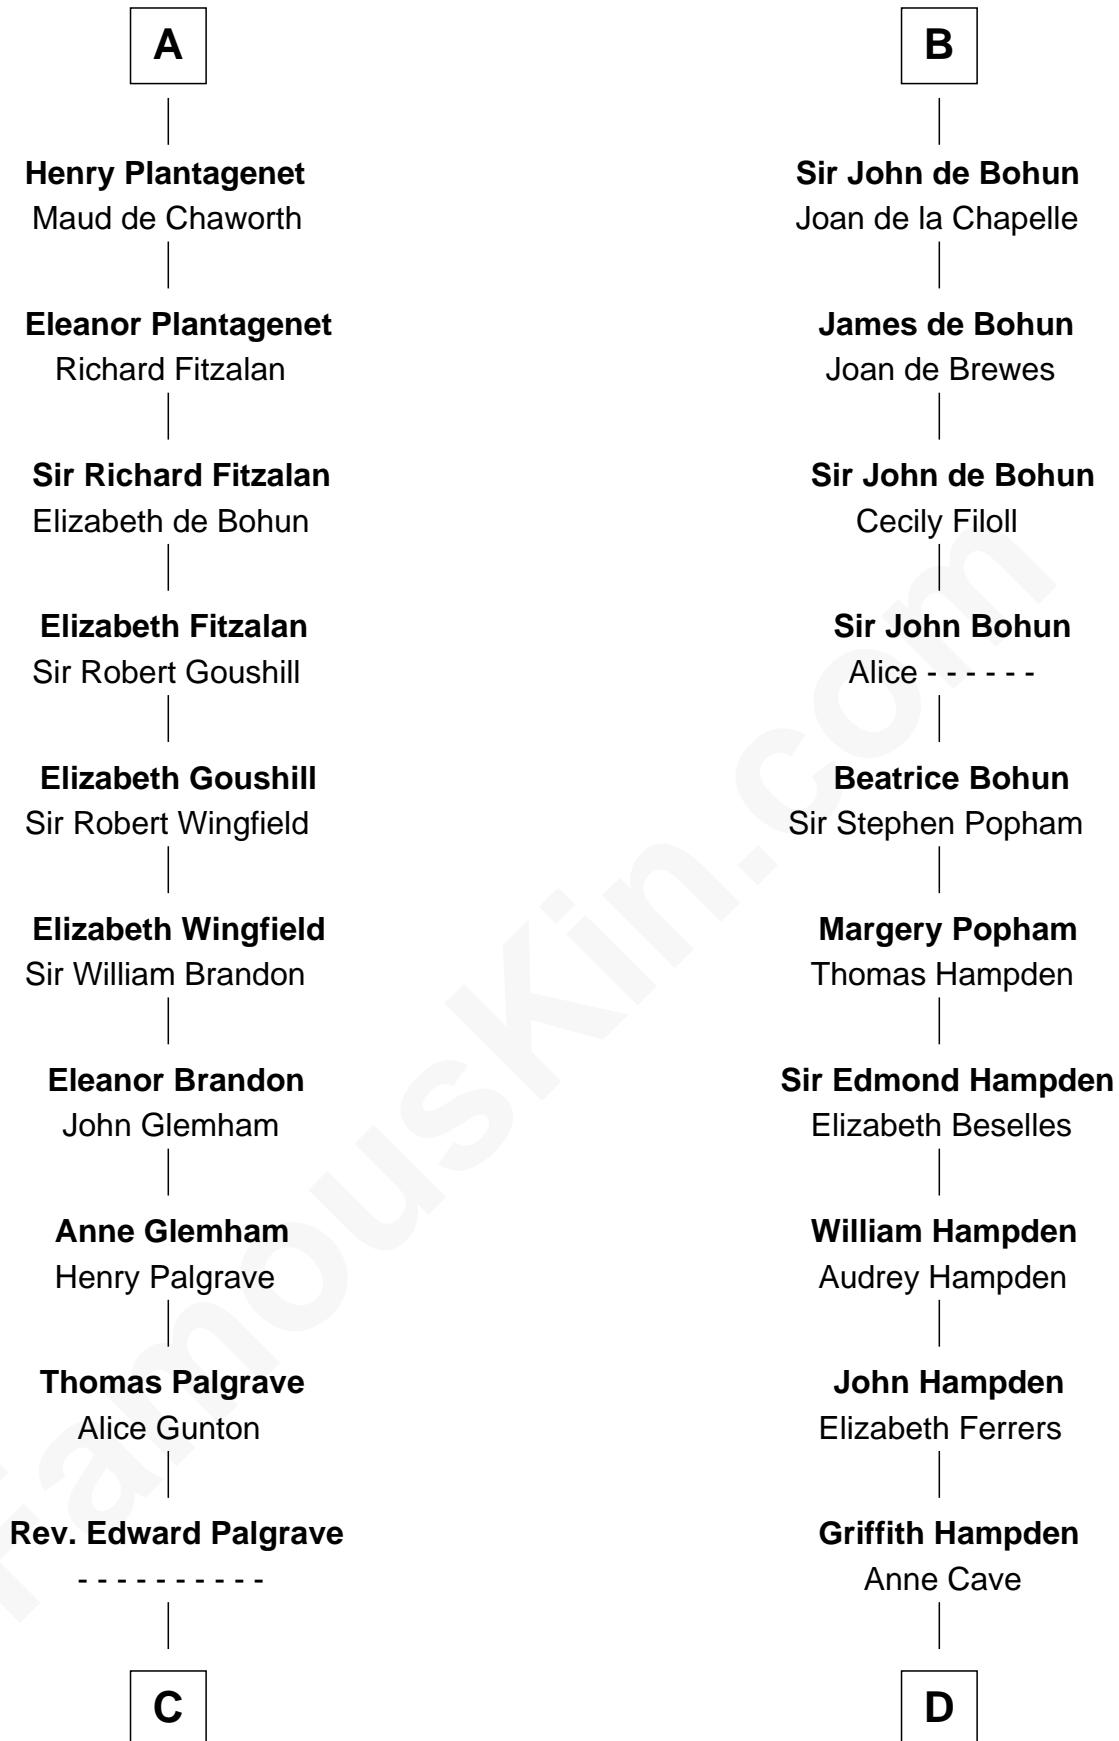 A
Henry Plantagenet
Maud de Chaworth
Eleanor Plantagenet
Richard Fitzalan
Sir Richard Fitzalan
Elizabeth de Bohun
Elizabeth Fitzalan
Sir Robert Goushill
Elizabeth Goushill
Sir Robert Wingfield
Elizabeth Wingfield
Sir William Brandon
Eleanor Brandon
John Glemham
Anne Glemham
Henry Palgrave
Thomas Palgrave
Alice Gunton
Rev. Edward Palgrave
- - - - - - - - - -
C
B
Sir John de Bohun
Joan de la Chapelle
James de Bohun
Joan de Brewes
Sir John de Bohun
Cecily Filoll
Sir John Bohun
Alice - - - - - -
Beatrice Bohun
Sir Stephen Popham
Margery Popham
Thomas Hampden
Sir Edmond Hampden
Elizabeth Beselles
William Hampden
Audrey Hampden
John Hampden
Elizabeth Ferrers
Griffith Hampden
Anne Cave
D
FamousKin.com